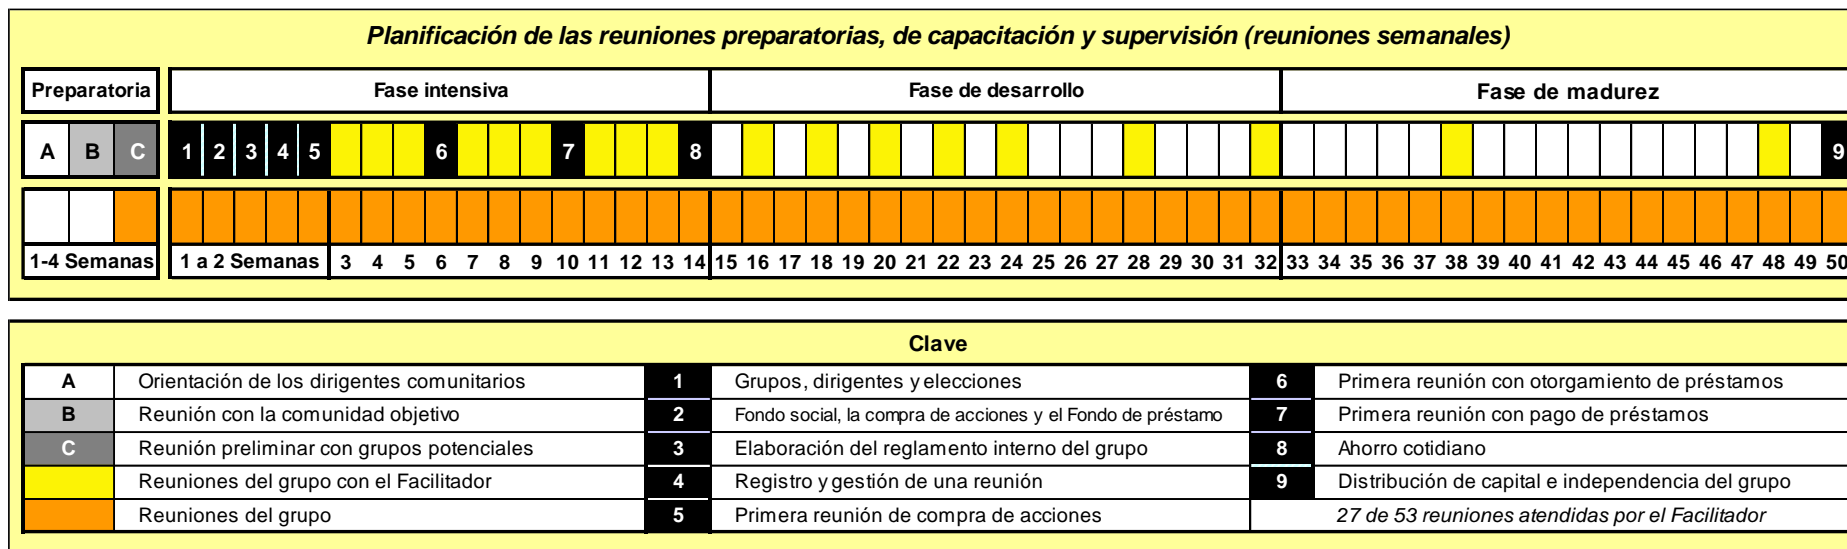 Planificación de las reuniones preparatorias, de capacitación y supervisión (reuniones semanales)
Preparatoria Fase intensiva Fase de desarrollo Fase de madurez
A B C 1 2 3 4 5 6 7 8 9
1-4 Semanas 1 a 2 Semanas 3 4 5 6 7 8 9 10 11 12 13 14 15 16 17 18 19 20 21 22 23 24 25 26 27 28 29 30 31 32 33 34 35 36 37 38 39 40 41 42 43 44 45 46 47 48 49 50
Clave
A Orientación de los dirigentes comunitarios 1 Grupos, dirigentes y elecciones 6 Primera reunión con otorgamiento de préstamos
B Reunión con la comunidad objetivo 2 Fondo social, la compra de acciones y el Fondo de préstamo 7 Primera reunión con pago de préstamos
C Reunión preliminar con grupos potenciales 3 Elaboración del reglamento interno del grupo 8 Ahorro cotidiano
Reuniones del grupo con el Facilitador 4 Registro y gestión de una reunión 9 Distribución de capital e independencia del grupo
Reuniones del grupo 5 Primera reunión de compra de acciones 27 de 53 reuniones atendidas por el Facilitador